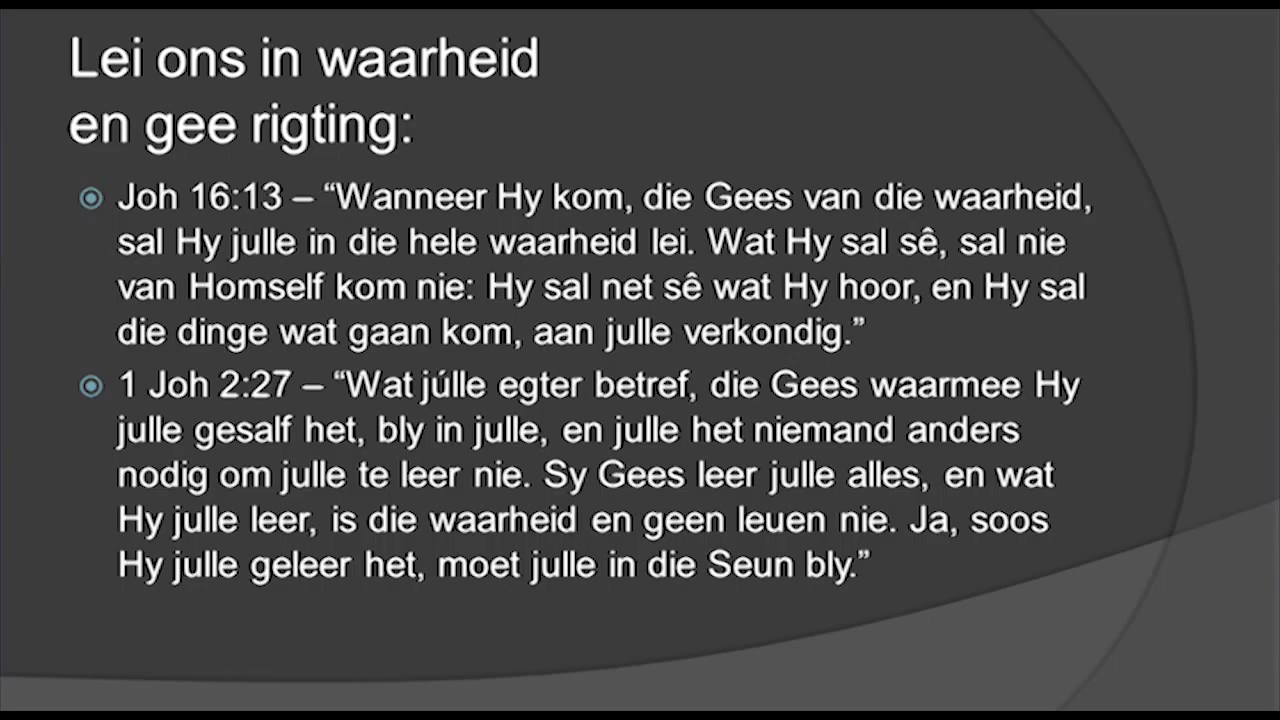 Lei ons in waarheid
en gee rigting:
Joh 16:13 – “Wanneer Hy kom, die Gees van die waarheid,
sal Hy julle in die hele waarheid lei. Wat Hy sal sê, sal nie
van Homself kom nie: Hy sal net sê wat Hy hoor, en Hy sal
die dinge wat gaan kom, aan julle verkondig.”
1 Joh 2:27 – “Wat júlle egter betref, die Gees waarmee Hy
julle gesalf het, bly in julle, en julle het niemand anders
nodig om julle te leer nie. Sy Gees leer julle alles, en wat
Hy julle leer, is die waarheid en geen leuen nie. Ja, soos
Hy julle geleer het, moet julle in die Seun bly.”